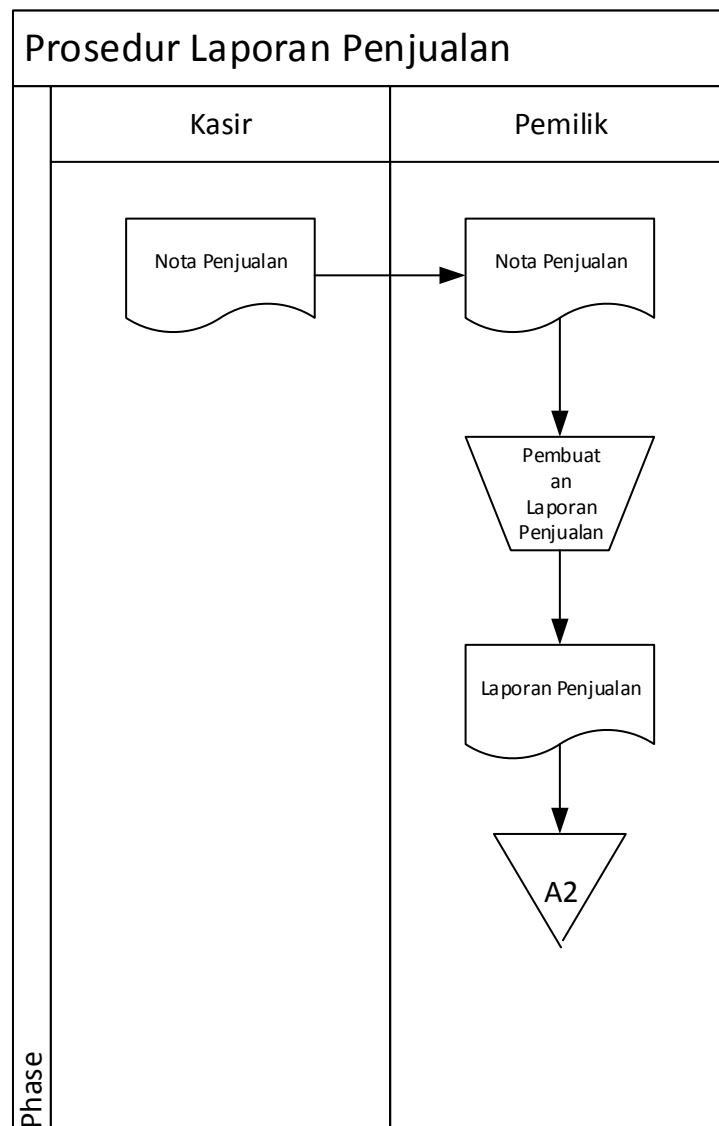 Prosedur Laporan Penjualan
Kasir
Pemilik
Nota Penjualan
Nota Penjualan
Pembuat
an
Laporan
Penjualan
Laporan Penjualan
A2
Phase